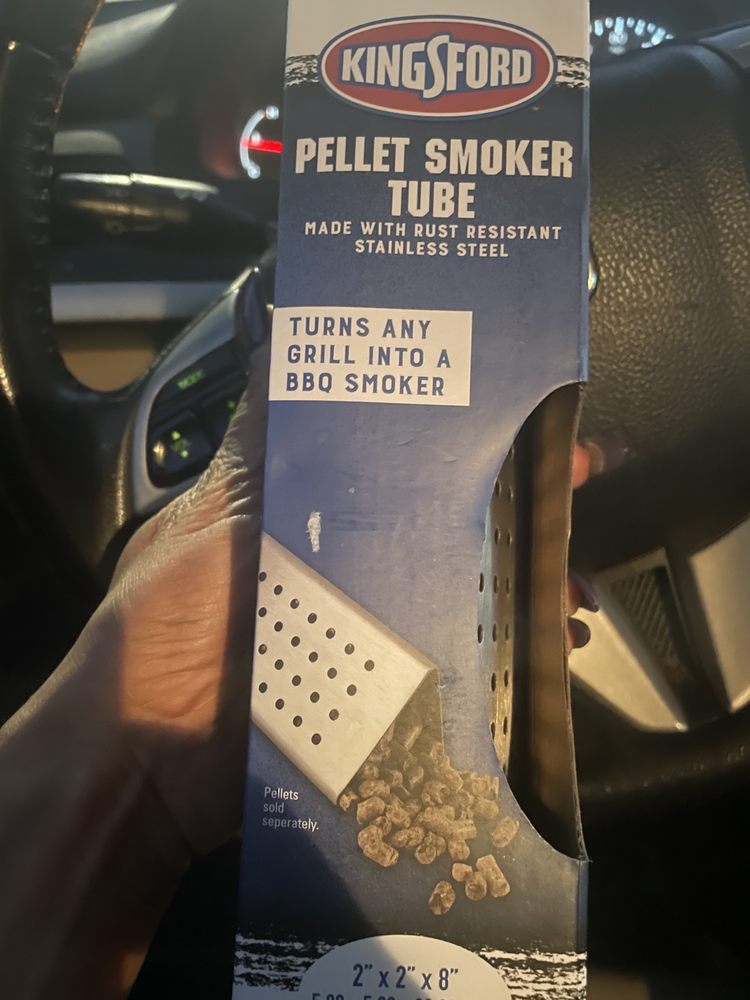 KINGSFORD
PELLET SMOKER
TUBE
MADE WITH RUST RESISTANT
STAINLESS STEEL
TURNS ANY
GRILL INTO A
BBQ SMOKER
Pellets
sold
seperately.
2" x 2" x 8"